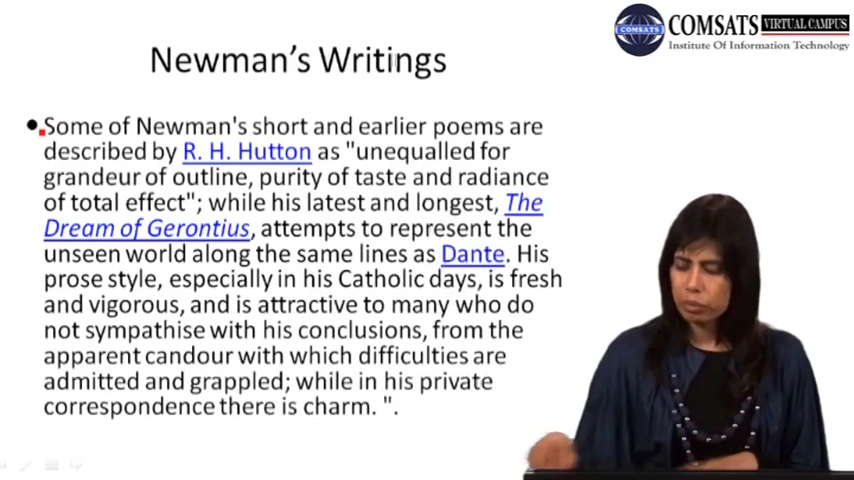 COMSATS VIRTUAL CAMPUS
COMSATS
Institute Of Information Technology
Newman's Writings
Some of Newman's short and earlier poems are
described by R. H. Hutton as "unequalled for
grandeur of outline, purity of taste and radiance
of total effect"; while his latest and longest, The
Dream of Gerontius, attempts to represent the
unseen world along the same lines as Dante. His
prose style, especially in his Catholic days, is fresh
and vigorous, and is attractive to many who do
not sympathise with his conclusions, from the
apparent candour with which difficulties are
admitted and grappled; while in his private
correspondence there is charm. ".